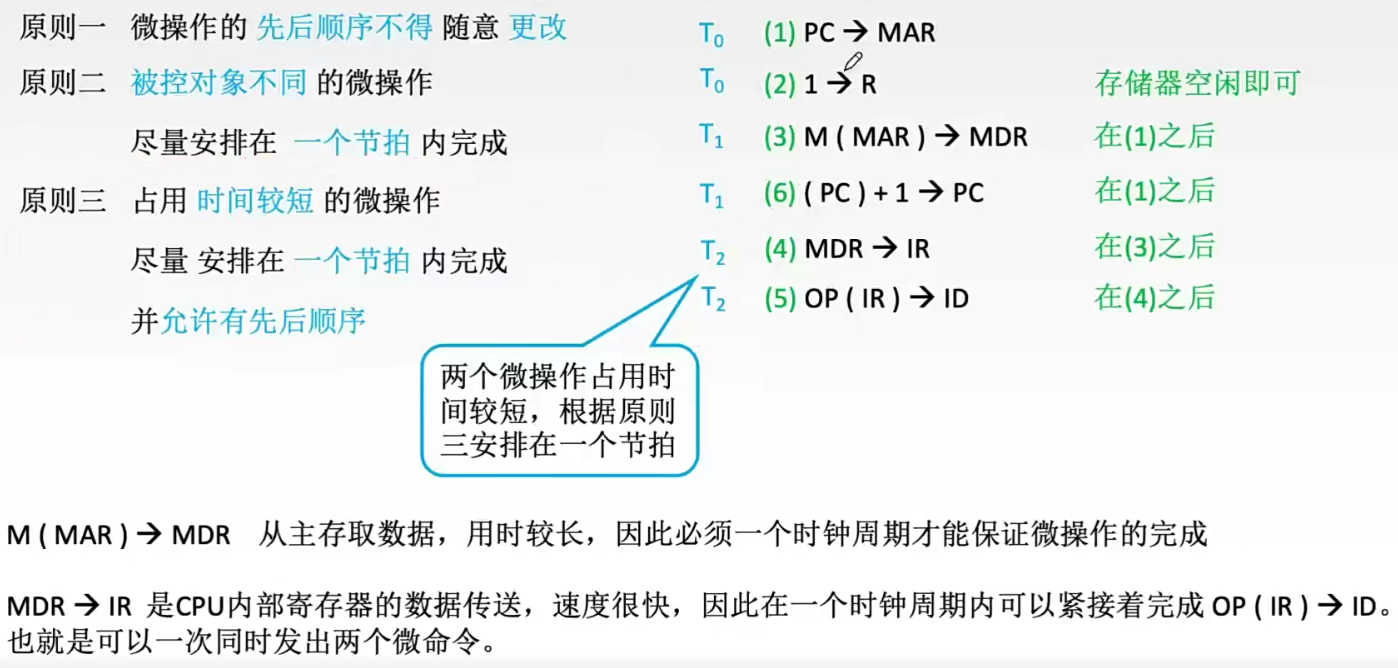 原则一 微操作的 先后顺序不得 随意 更改
原则二 被控对象不同 的微操作
尽量安排在 一个节拍 内完成
原则三 占用 时间较短 的微操作
尽量 安排在 一个节拍 内完成
并允许有先后顺序
T0 (1) PC → MAR
T0 (2) 1 → R 存储器空闲即可
T1 (3) M ( MAR ) → MDR 在(1)之后
T1 (6) ( PC ) + 1 → PC 在(1)之后
T2 (4) MDR → IR 在(3)之后
T2 (5) OP ( IR ) → ID 在(4)之后
两个微操作占用时
间较短，根据原则
三安排在一个节拍
M ( MAR ) → MDR 从主存取数据，用时较长，因此必须一个时钟周期才能保证微操作的完成
MDR → IR 是CPU内部寄存器的数据传送，速度很快，因此在一个时钟周期内可以紧接着完成 OP ( IR ) → ID。
也就是可以一次同时发出两个微命令。